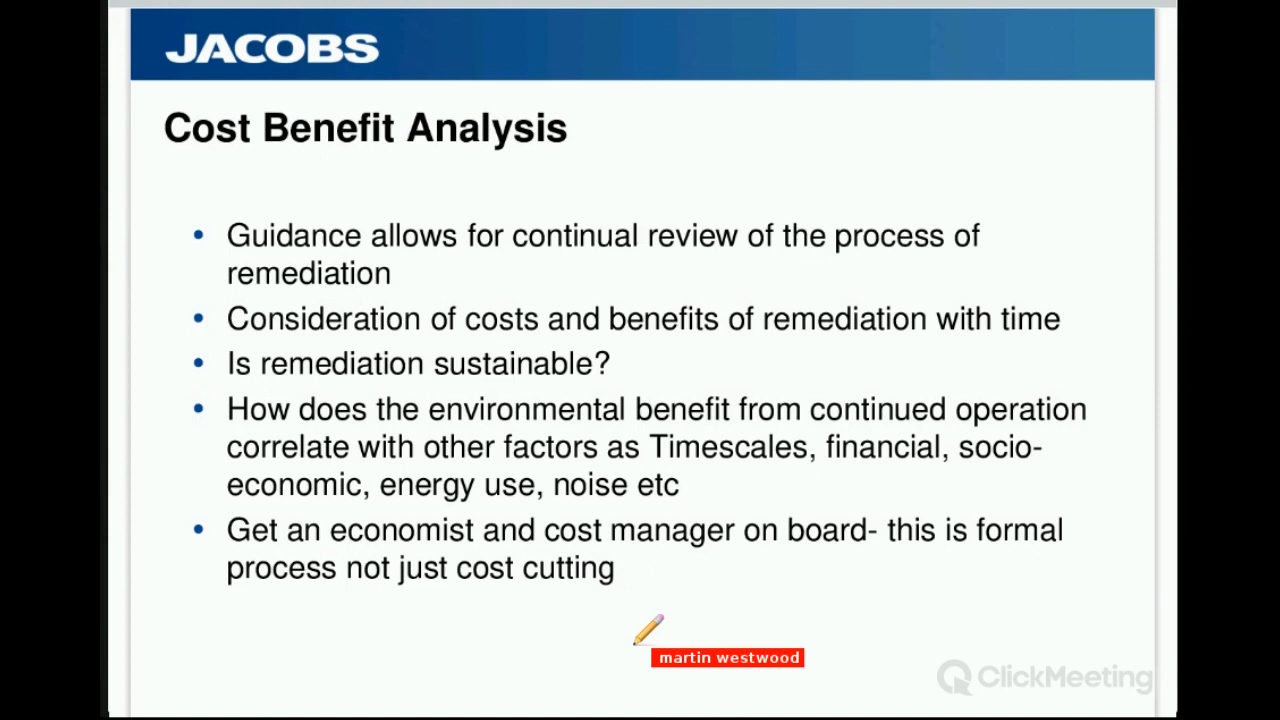 JACOBS
Cost Benefit Analysis
• Guidance allows for continual review of the process of
remediation
• Consideration of costs and benefits of remediation with time
• Is remediation sustainable?
• How does the environmental benefit from continued operation
correlate with other factors as Timescales, financial, socio-
economic, energy use, noise etc
• Get an economist and cost manager on board- this is formal
process not just cost cutting
martin westwood
ClickMeeting